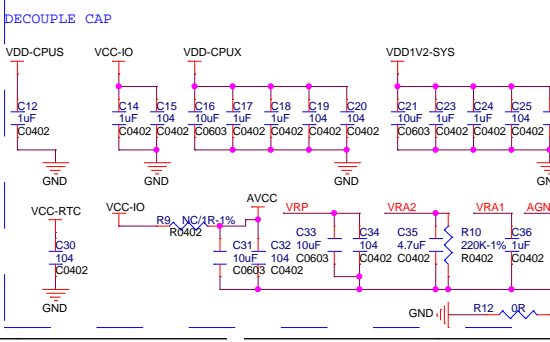 DECOUPLE CAP
VDD-CPUS
VCC-IO
VDD-CPUX
VDD1V2-SYS
C12
1uF
C0402
C14
1uF
C0402
C15
104
C0402
C16
10uF
C0603
C17
1uF
C0402
C18
1uF
C0402
C19
104
C0402
C20
104
C0402
C21
10uF
C0603
C23
1uF
C0402
C24
1uF
C0402
C25
104
C0402
GND
GND
GND
GN
VCC-RTC
VCC-IO
AVCC
VRP
VRA2
VRA1
AGN
R9
NC/1R-1%
R0402
C30
104
C0402
C31
10uF
C0603
C32
104
C0402
C33
10uF
C0603
C34
104
C0402
C35
4.7uF
C0402
R10
220K-1%
R0402
C36
1uF
C0402
GND
GND
R12
0R